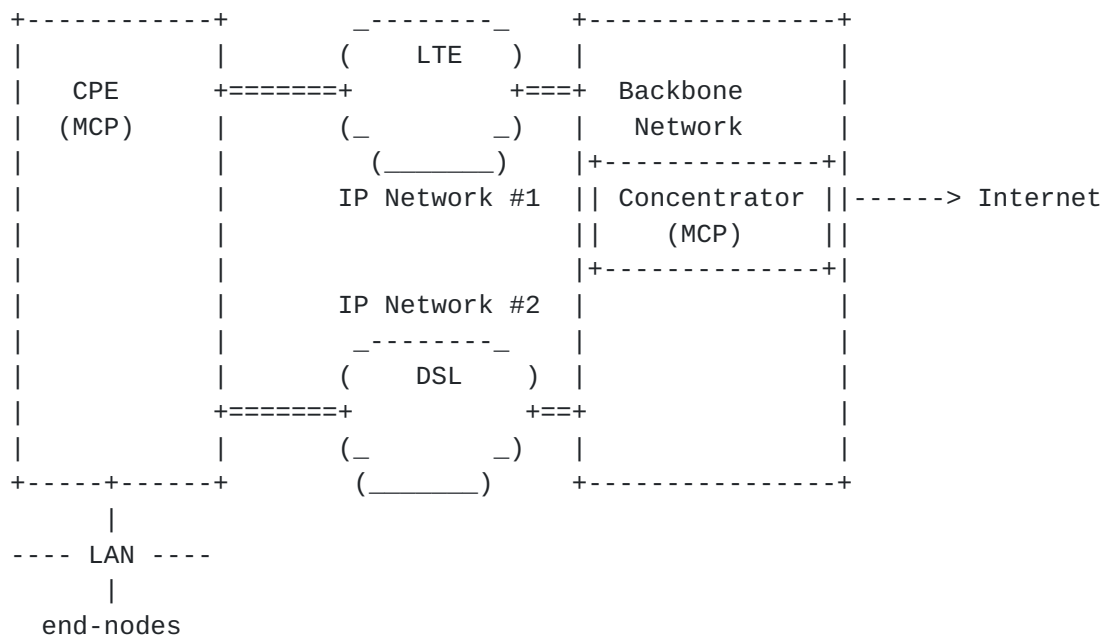 LTE
CPE Backbone
(MCP) Network
IP Network #1 Concentrator ------> Internet
(MCP)
IP Network #2
DSL
---- LAN ----
end-nodes